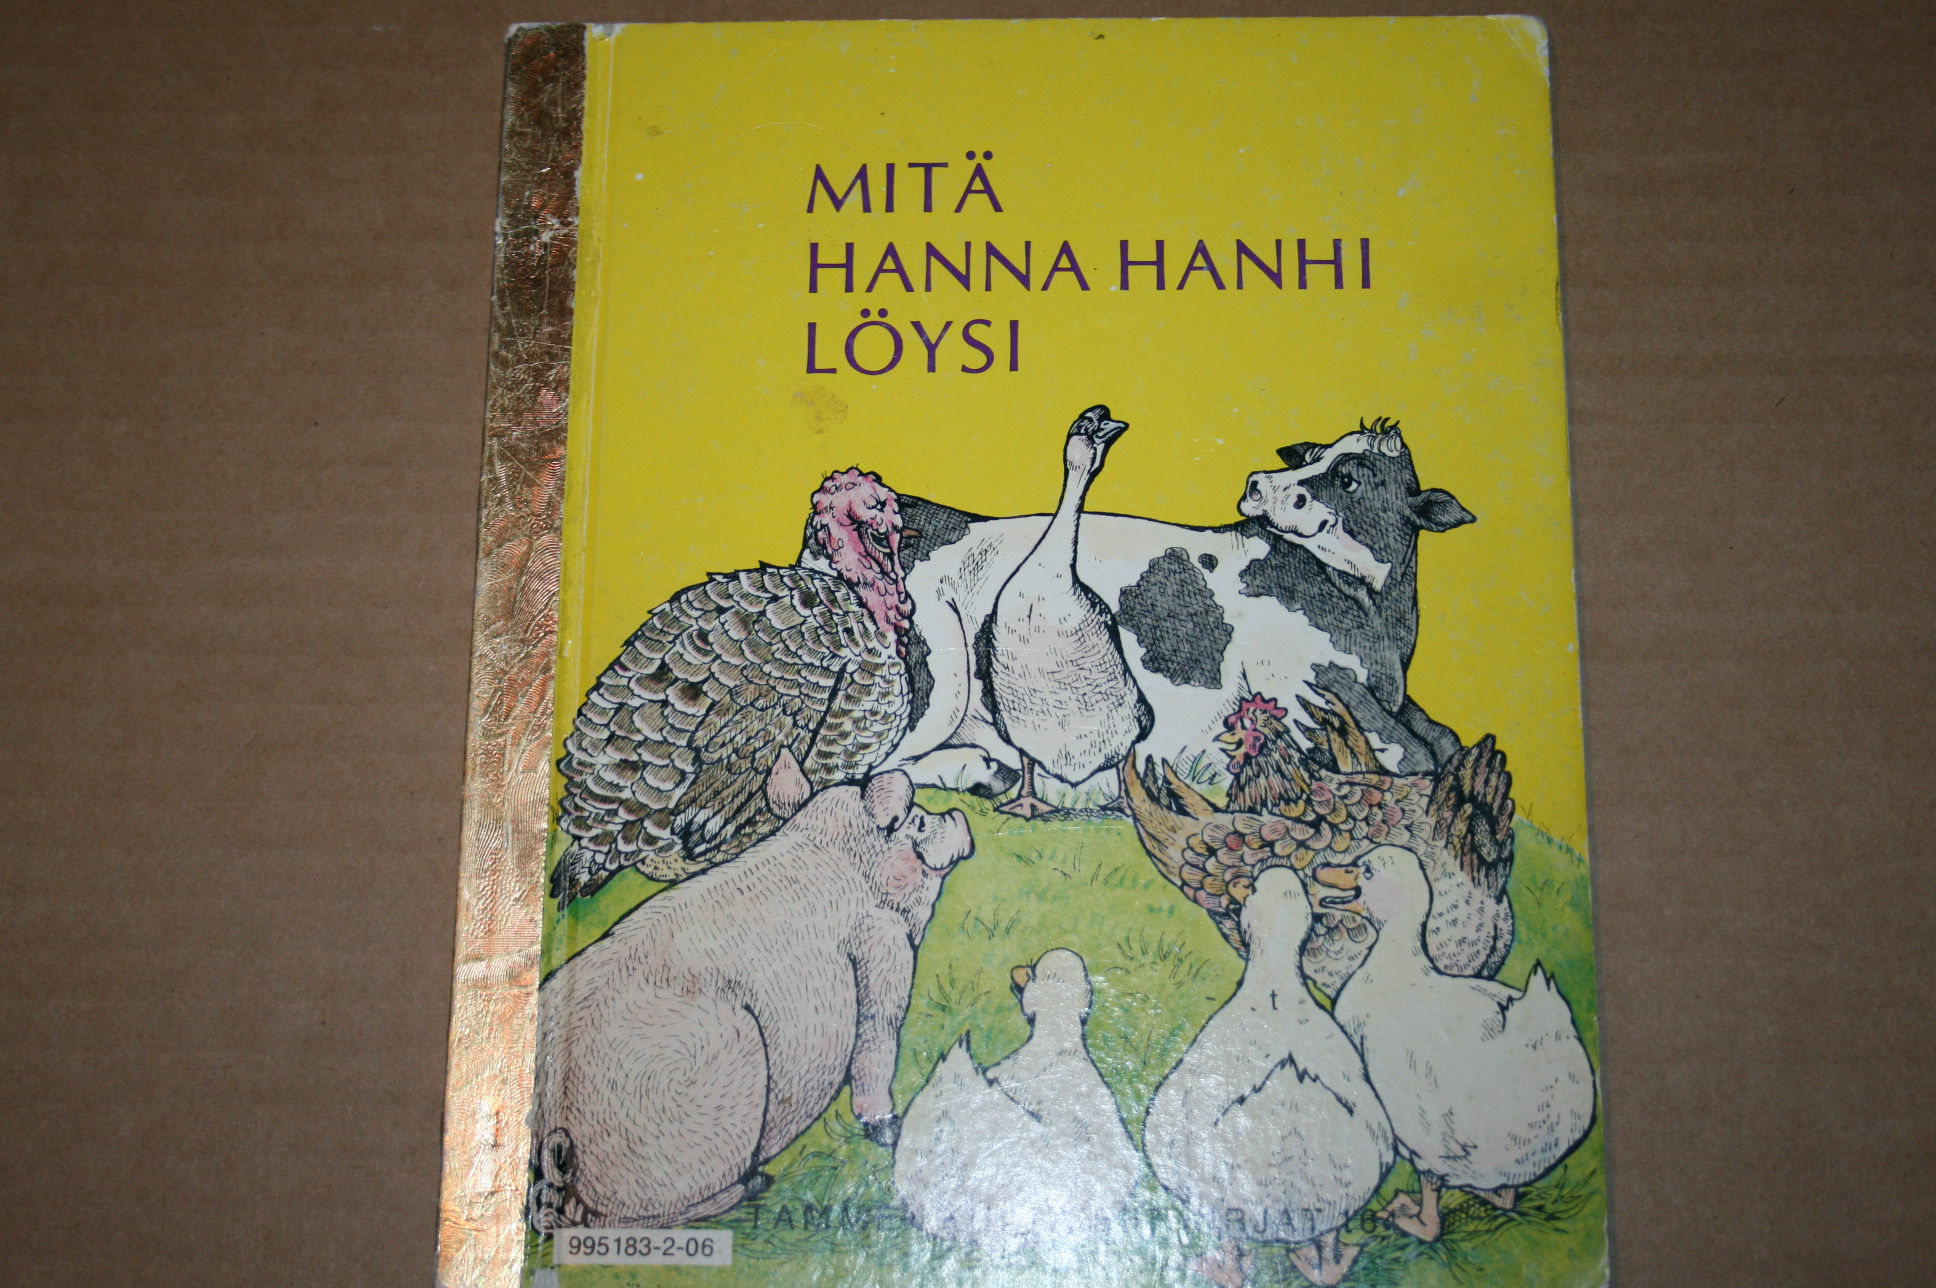 MITÄ
HANNA HANHI
LÖYSI
t
995183-2-06